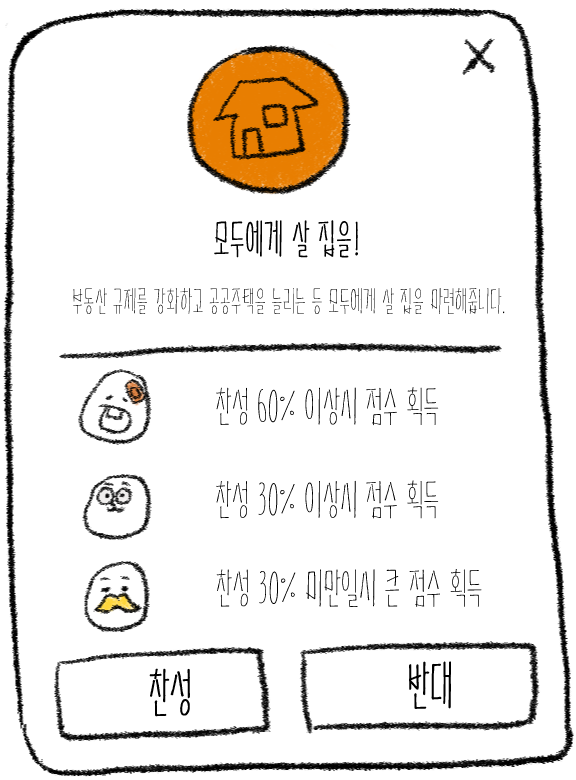 X
모두에게 살 집을!
부동산 규제를 강화하고 공공주택을 늘리는 등 모두에게 살 집을 마련해줍니다.
찬성 60% 이상시 점수 획득
찬성 30% 이상시 점수 획득
찬성 30% 미만일시 큰 점수 획득
찬성
반대